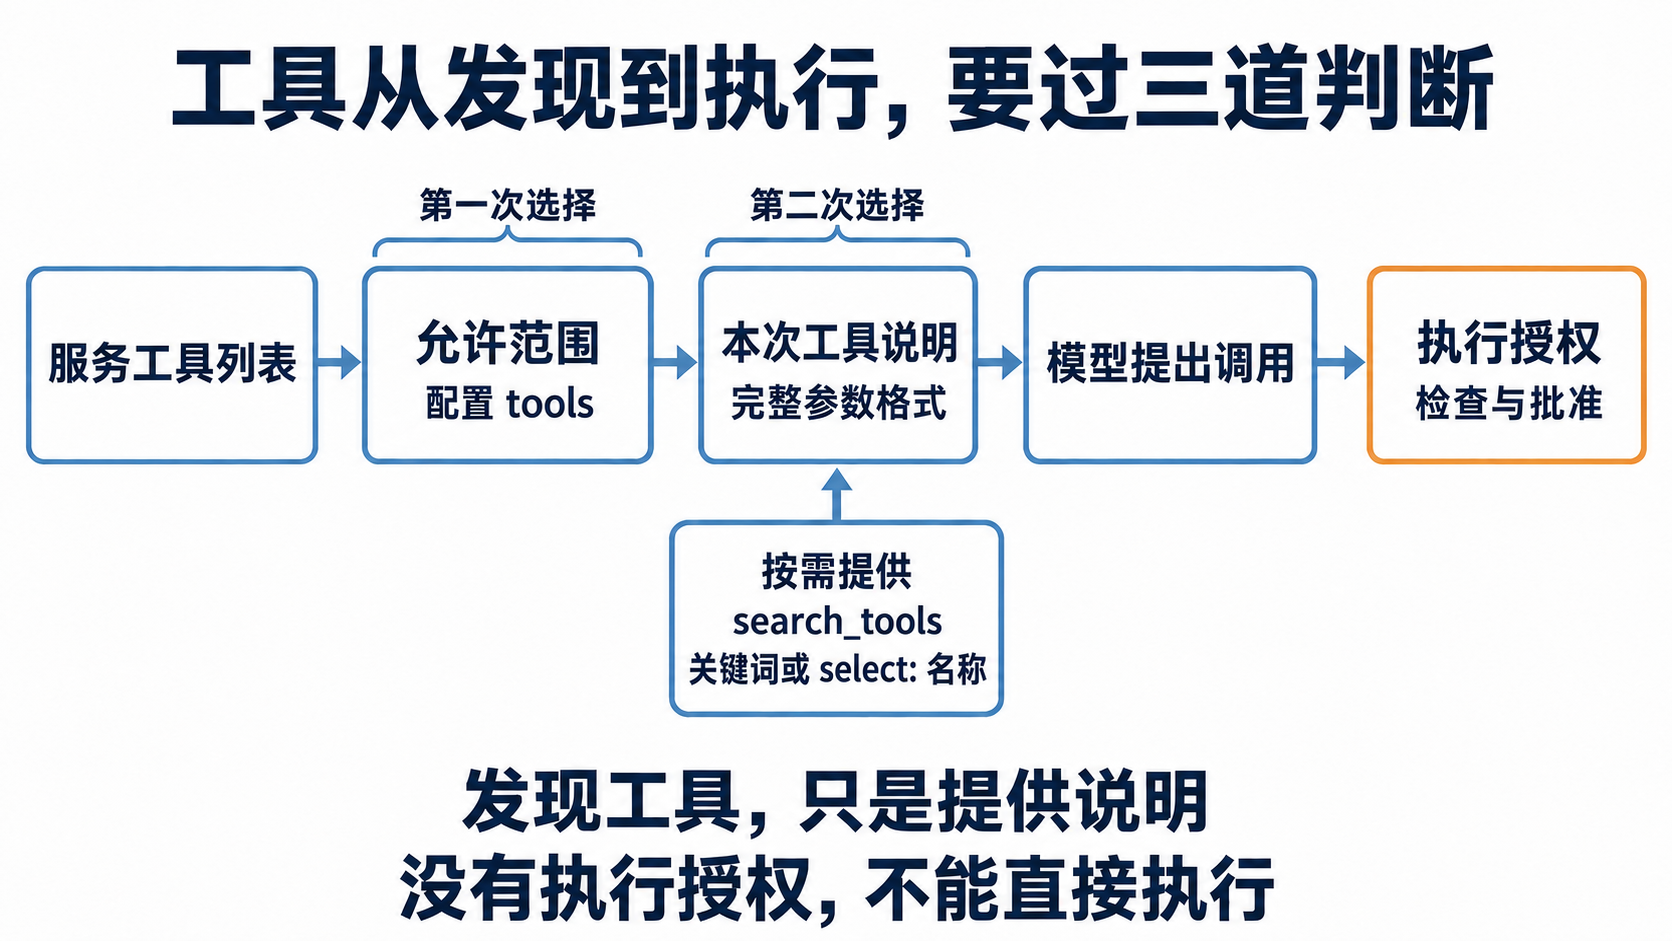 工具从发现到执行，要过三道判断
第一次选择
第二次选择
服务工具列表
允许范围
配置 tools
本次工具说明
完整参数格式
模型提出调用
执行授权
检查与批准
按需提供
search_tools
关键词或 select: 名称
发现工具，只是提供说明
没有执行授权，不能直接执行